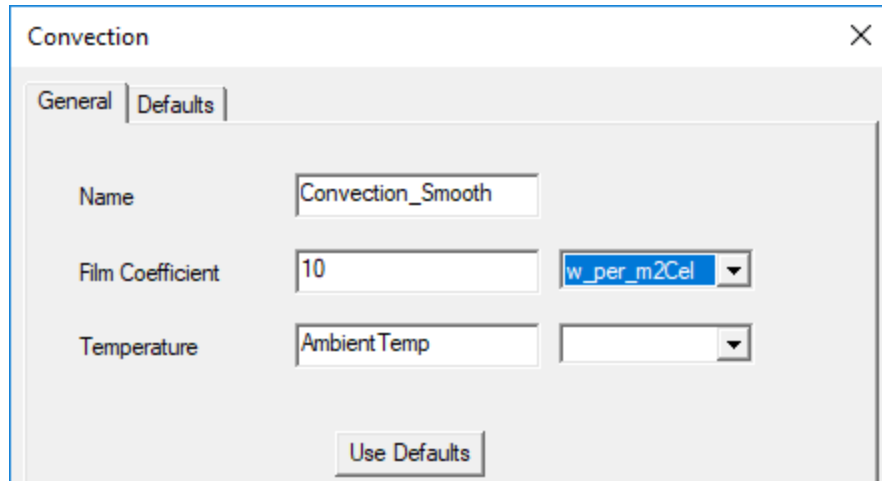 Convection
General Defaults
Name Convection_Smooth
Film Coefficient 10 w_per_m2Cel
Temperature AmbientTemp
Use Defaults